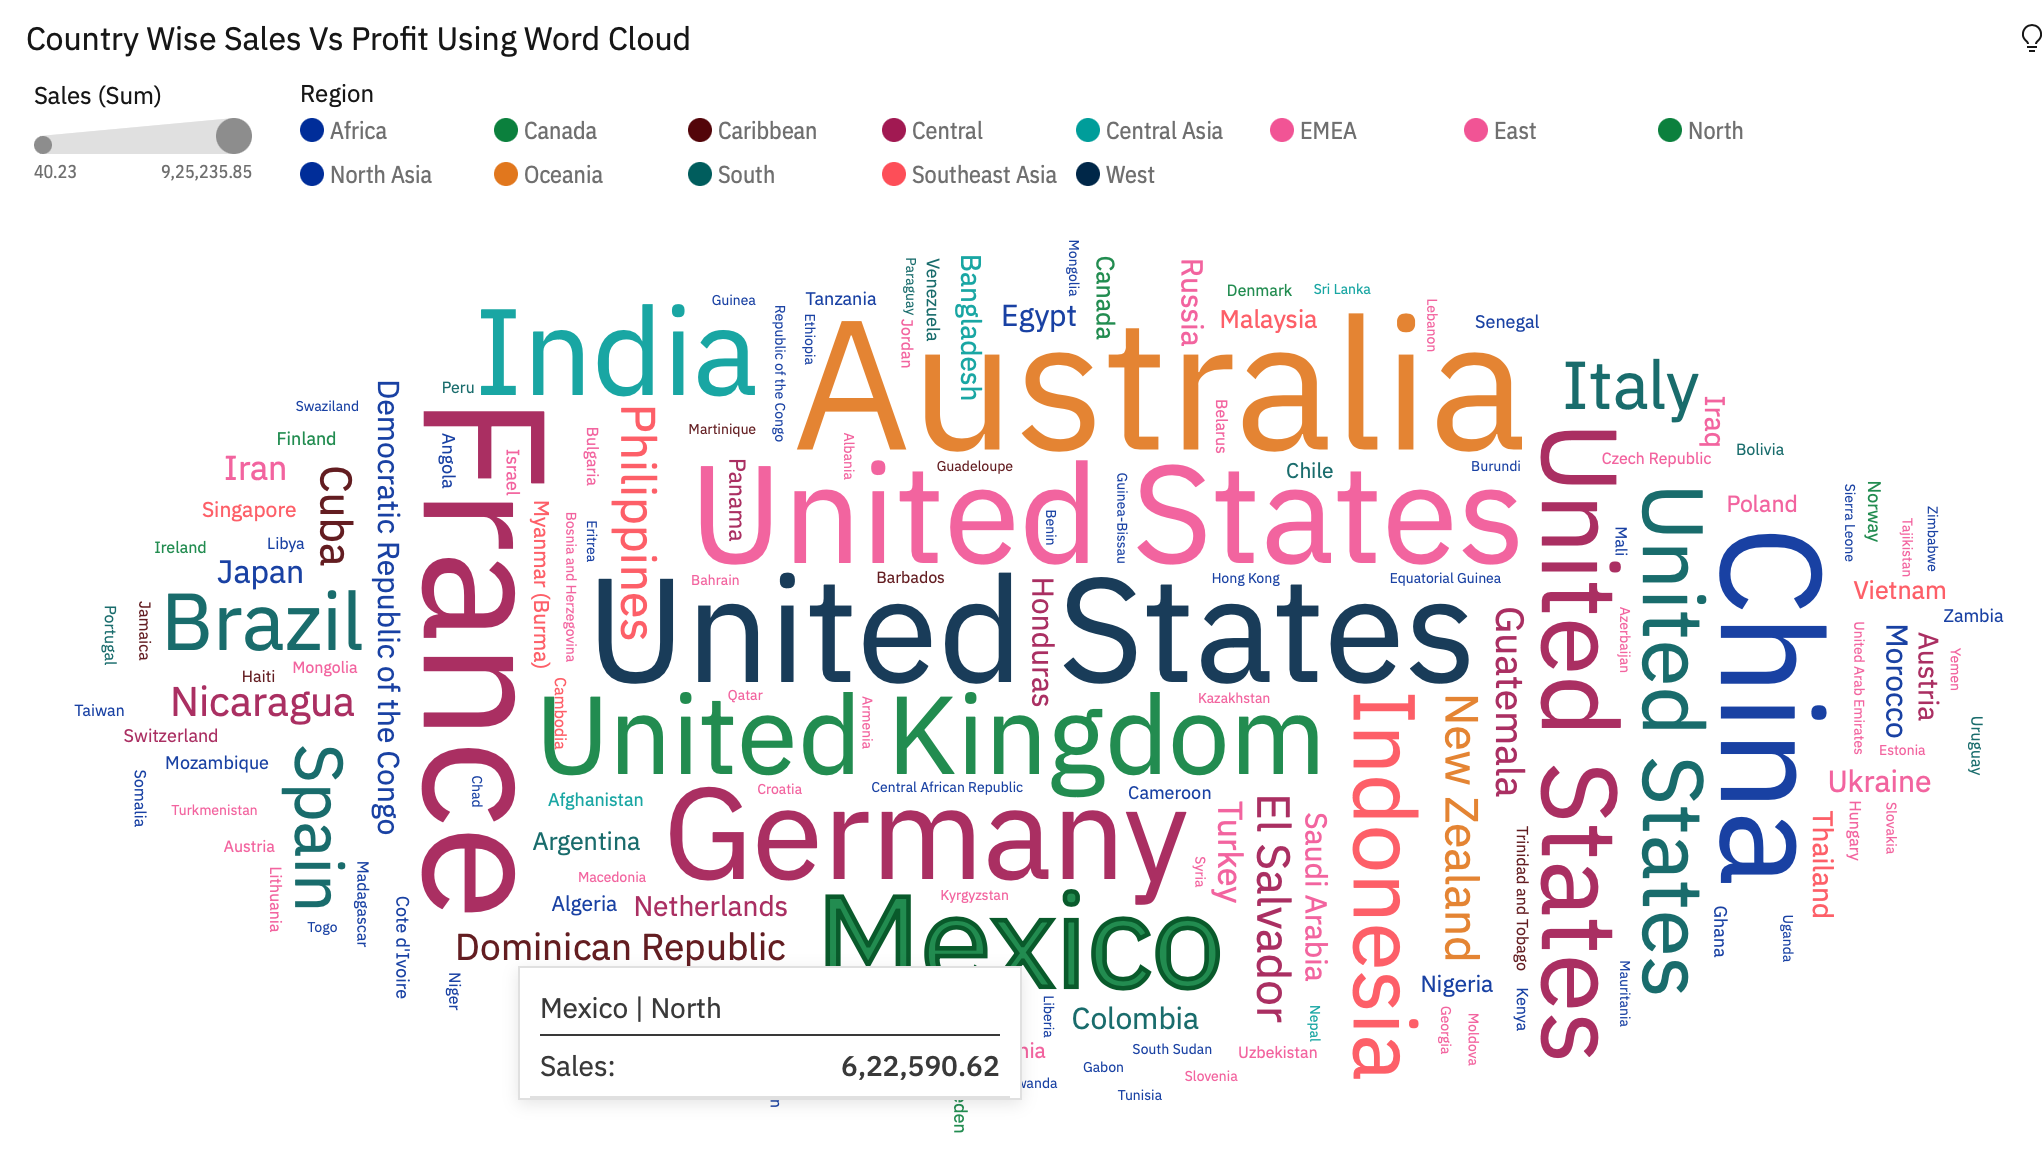 Country Wise Sales Vs Profit Using Word Cloud
Sales (Sum)
40.23
9,25,235.85
Region
Africa
Canada
Caribbean
Central
Central Asia
EMEA
East
North
North Asia
Oceania
South
Southeast Asia
West
Mongolia
Canada
Russia
Bangladesh
Venezuela
Paraguay
Jordan
Guinea
Tanzania
Egypt
Denmark
Sri Lanka
Malaysia
Lebanon
Senegal
India
Republic of the Congo
Ethiopia
Australia
Italy
Iraq
Peru
Swaziland
Finland
Iran
Singapore
Cuba
Democratic Republic of the Congo
France
Angola
Israel
Bulgaria
Philippines
Martinique
Albania
Belarus
Guadeloupe
Chile
Burundi
Czech Republic
Bolivia
Panama
United States
Benin
Guinea-Bissau
United States
Mali
United States
Poland
China
Sierra Leone
Norway
Tajikistan
Zimbabwe
Ireland
Libya
Japan
Myanmar (Burma)
Bosnia and Herzegovina
Eritrea
Bahrain
Barbados
Hong Kong
Equatorial Guinea
Vietnam
Zambia
Portugal
Jamaica
Brazil
United States
Honduras
Guatemala
Azerbaijan
United Arab Emirates
Morocco
Austria
Yemen
Haiti
Mongolia
Nicaragua
Taiwan
Switzerland
Cambodia
Qatar
Armenia
Kazakhstan
United Kingdom
Indonesia
New Zealand
Uruguay
Estonia
Mozambique
Spain
Somalia
Turkmenistan
Chad
Afghanistan
Croatia
Central African Republic
Cameroon
Ukraine
Argentina
Germany
Turkey
El Salvador
Saudi Arabia
Trinidad and Tobago
Thailand
Hungary
Slovakia
Austria
Lithuania
Madagascar
Macedonia
Syria
Algeria
Netherlands
Kyrgyzstan
Togo
Cote d'Ivoire
Dominican Republic
Mexico
Ghana
Uganda
Niger
Nigeria
Kenya
Mauritania
Mexico | North
Sales:
6,22,590.62
Liberia
Colombia
Nepal
Georgia
Moldova
South Sudan
Uzbekistan
Gabon
Slovenia
Tunisia